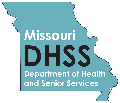 Missouri
DHSS
Department of Health
and Senior Services